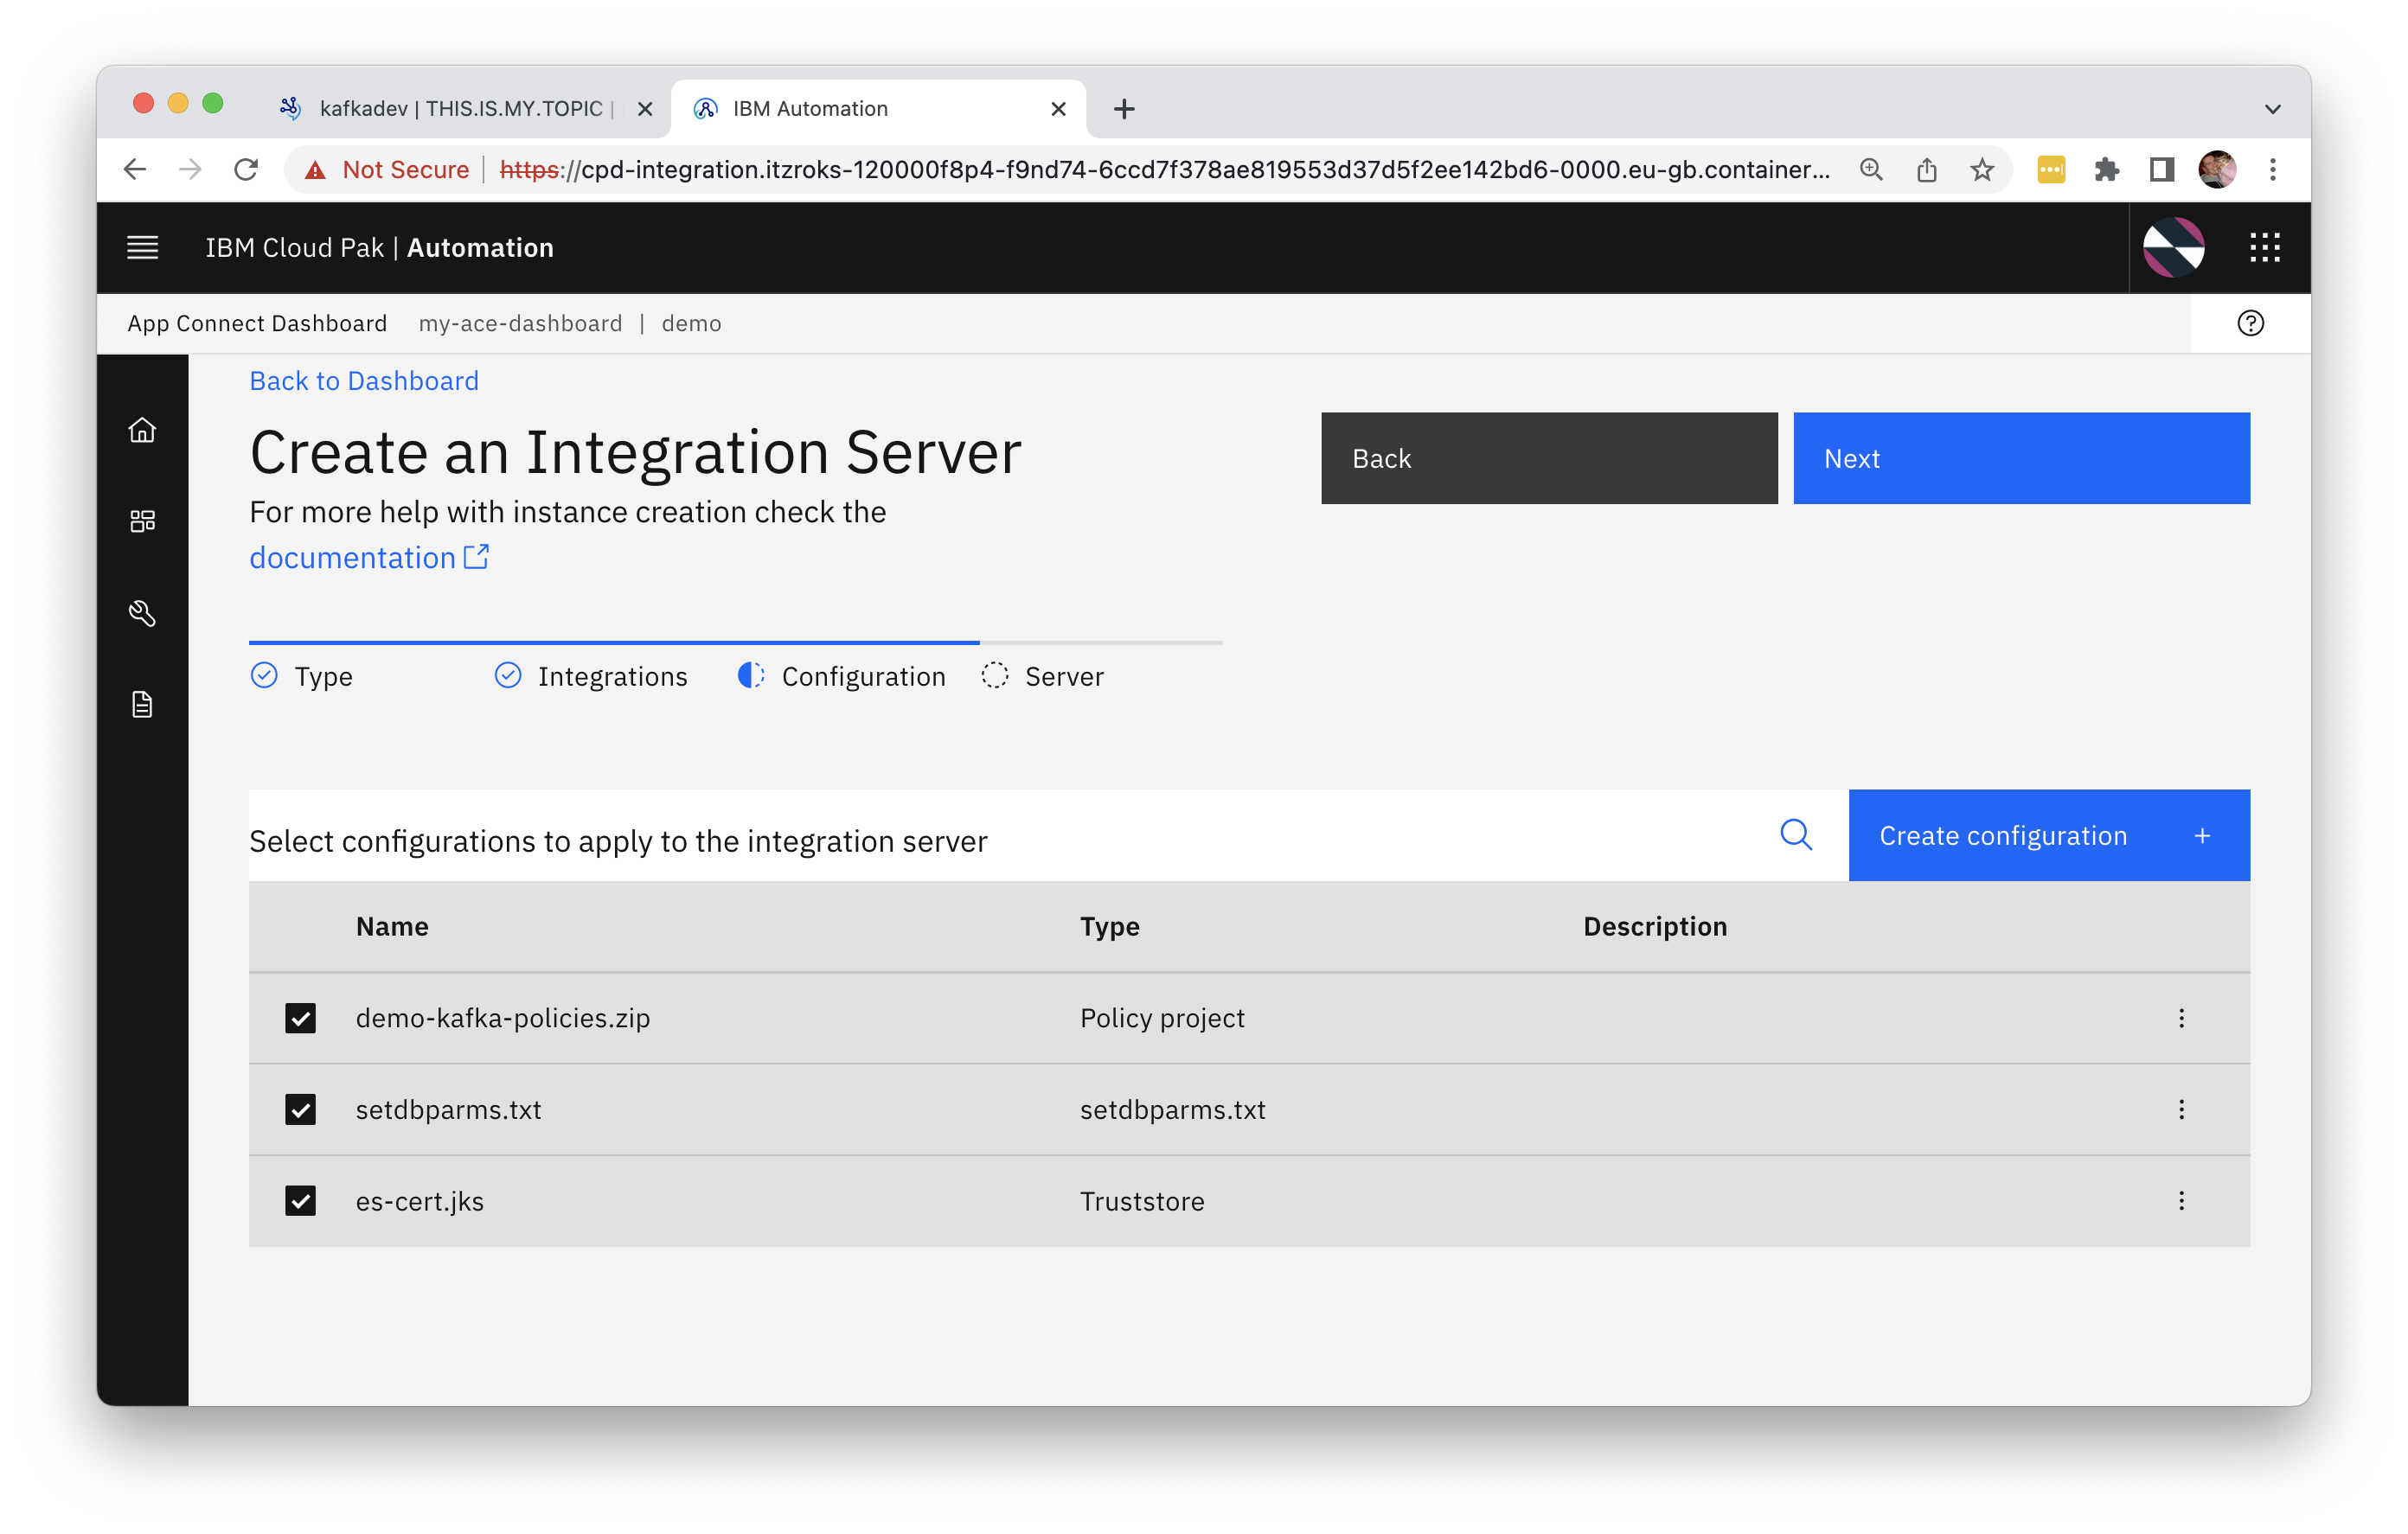 kafkadev | THIS.IS.MY.TOPIC |
IBM Automation
Not Secure | https://cpd-integration.itzroks-120000f8p4-f9nd74-6ccd7f378ae819553d37d5f2ee142bd6-0000.eu-gb.container...
IBM Cloud Pak | Automation
App Connect Dashboard my-ace-dashboard | demo
Back to Dashboard
Create an Integration Server
Back
Next
For more help with instance creation check the
documentation
Type
Integrations
Configuration
Server
Select configurations to apply to the integration server
Create configuration +
Name Type Description
demo-kafka-policies.zip Policy project
setdbparms.txt setdbparms.txt
es-cert.jks Truststore